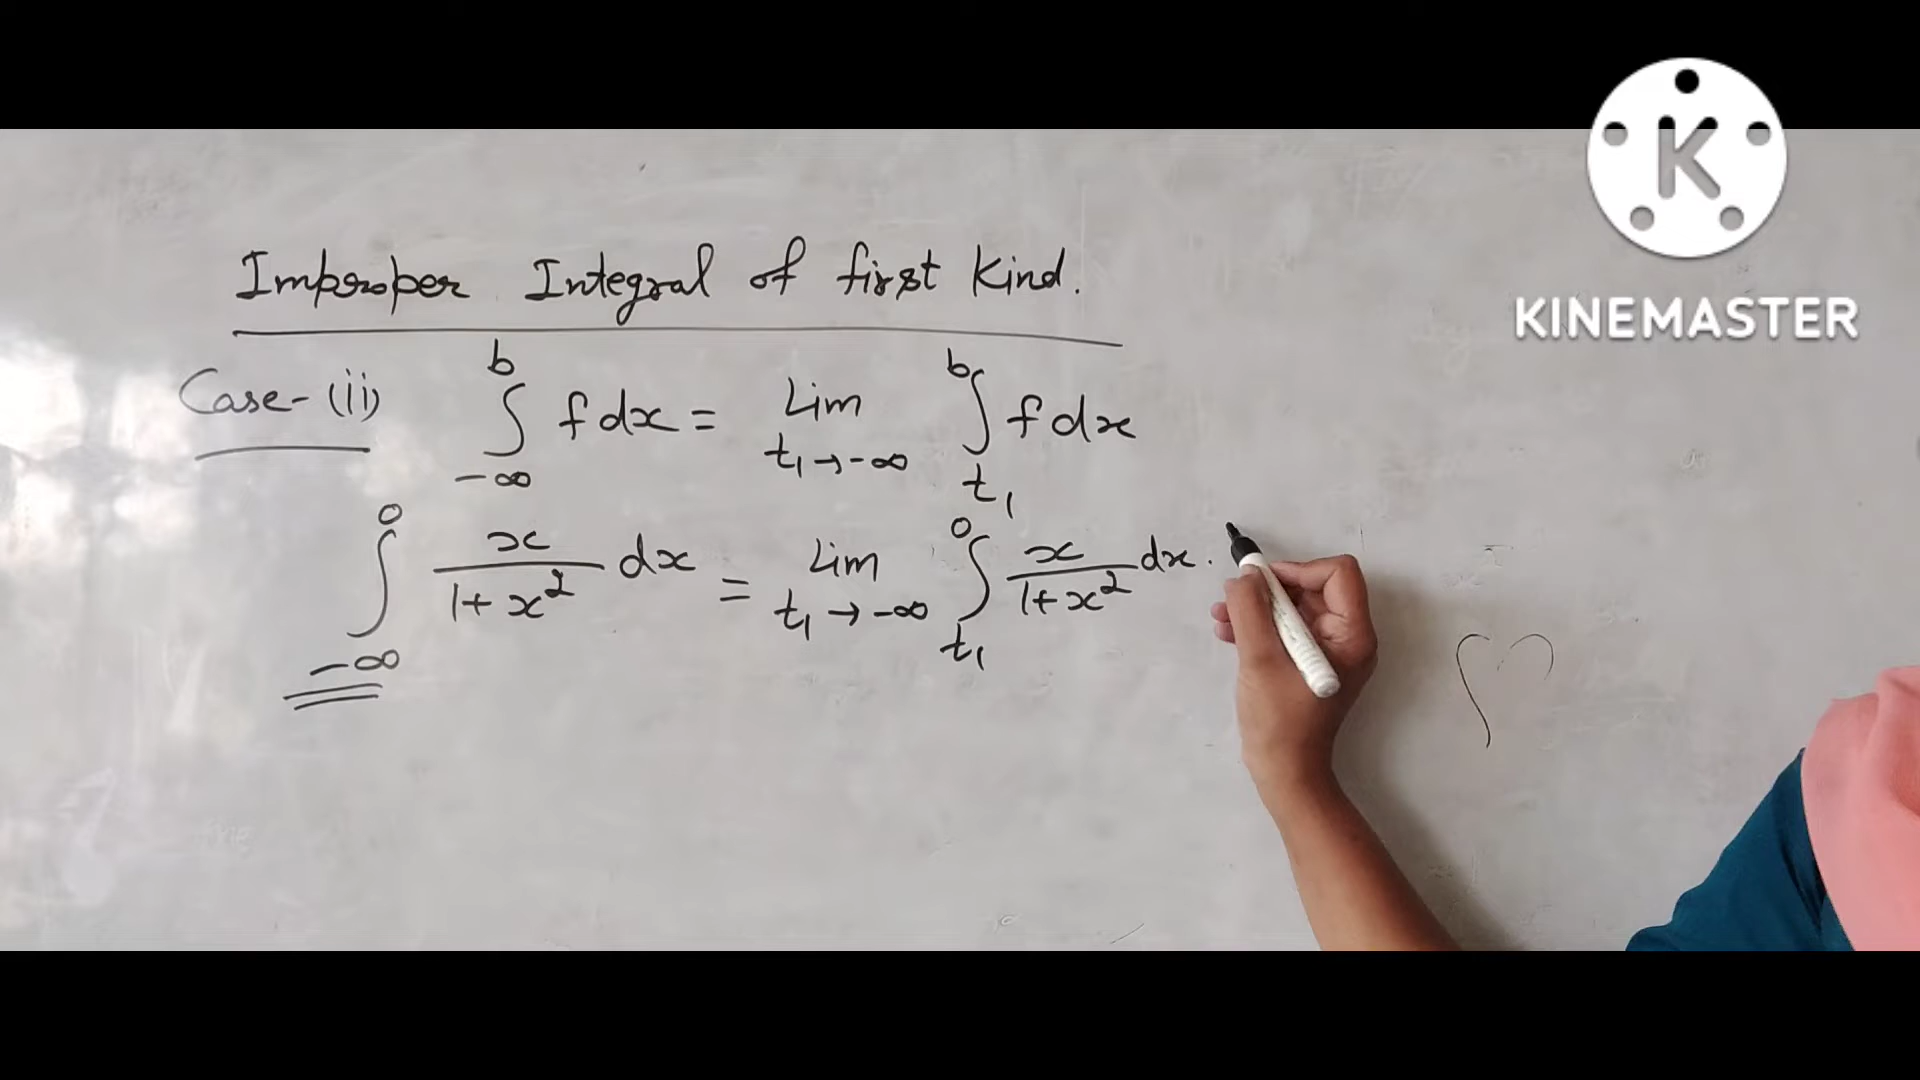 KINEMASTER
Improper Integral of first Kind.
Case-(ii) ∫_{-∞}^{b} f dx = Lim_{t₁→-∞} ∫_{t₁}^{b} f dx
∫_{-∞}^{0} x/(1+x²) dx = Lim_{t₁→-∞} ∫_{t₁}^{0} x/(1+x²) dx.